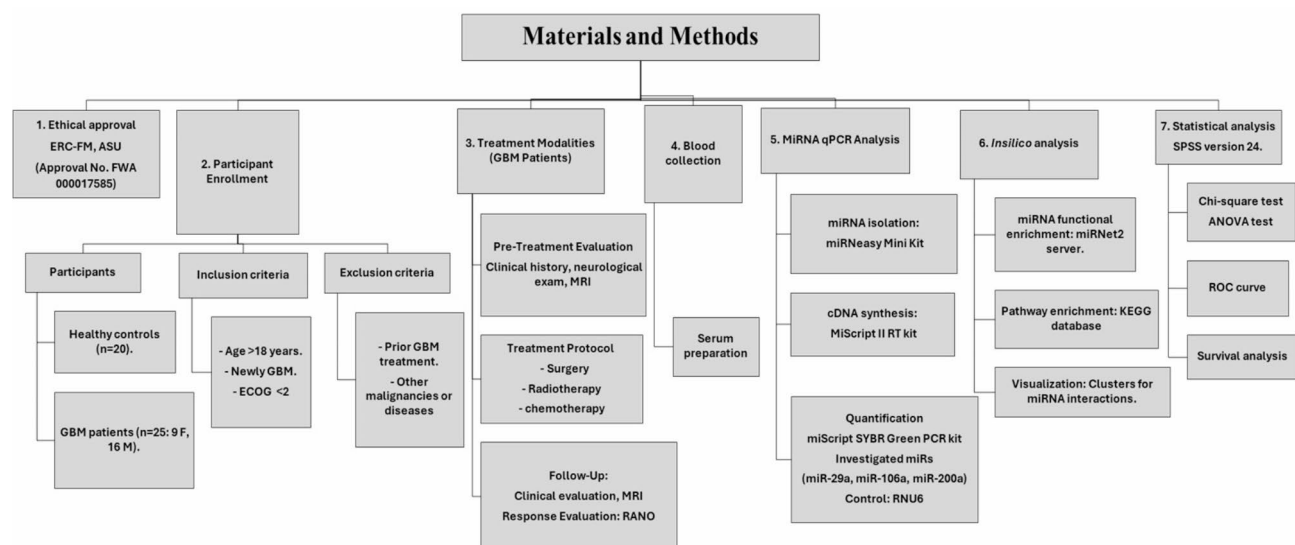 Materials and Methods
1. Ethical approval
ERC-FM, ASU
(Approval No. FWA
000017585)
2. Participant
Enrollment
Participants
Healthy controls
(n=20).
GBM patients (n=25: 9 F,
16 M).
Inclusion criteria
- Age >18 years.
- Newly GBM.
- ECOG <2
Exclusion criteria
- Prior GBM
treatment.
- Other
malignancies or
diseases
3. Treatment Modalities
(GBM Patients)
Pre-Treatment Evaluation
Clinical history, neurological
exam, MRI
Treatment Protocol
- Surgery
- Radiotherapy
- chemotherapy
Follow-Up:
Clinical evaluation, MRI
Response Evaluation: RANO
4. Blood
collection
Serum
preparation
5. MiRNA qPCR Analysis
miRNA isolation:
miRNeasy Mini Kit
cDNA synthesis:
MiScript II RT kit
Quantification
miScript SYBR Green PCR kit
Investigated miRs
(miR-29a, miR-106a, miR-200a)
Control: RNU6
6. Insilico analysis
miRNA functional
enrichment: miRNet2
server.
Pathway enrichment: KEGG
database
Visualization: Clusters for
miRNA interactions.
7. Statistical analysis
SPSS version 24.
Chi-square test
ANOVA test
ROC curve
Survival analysis